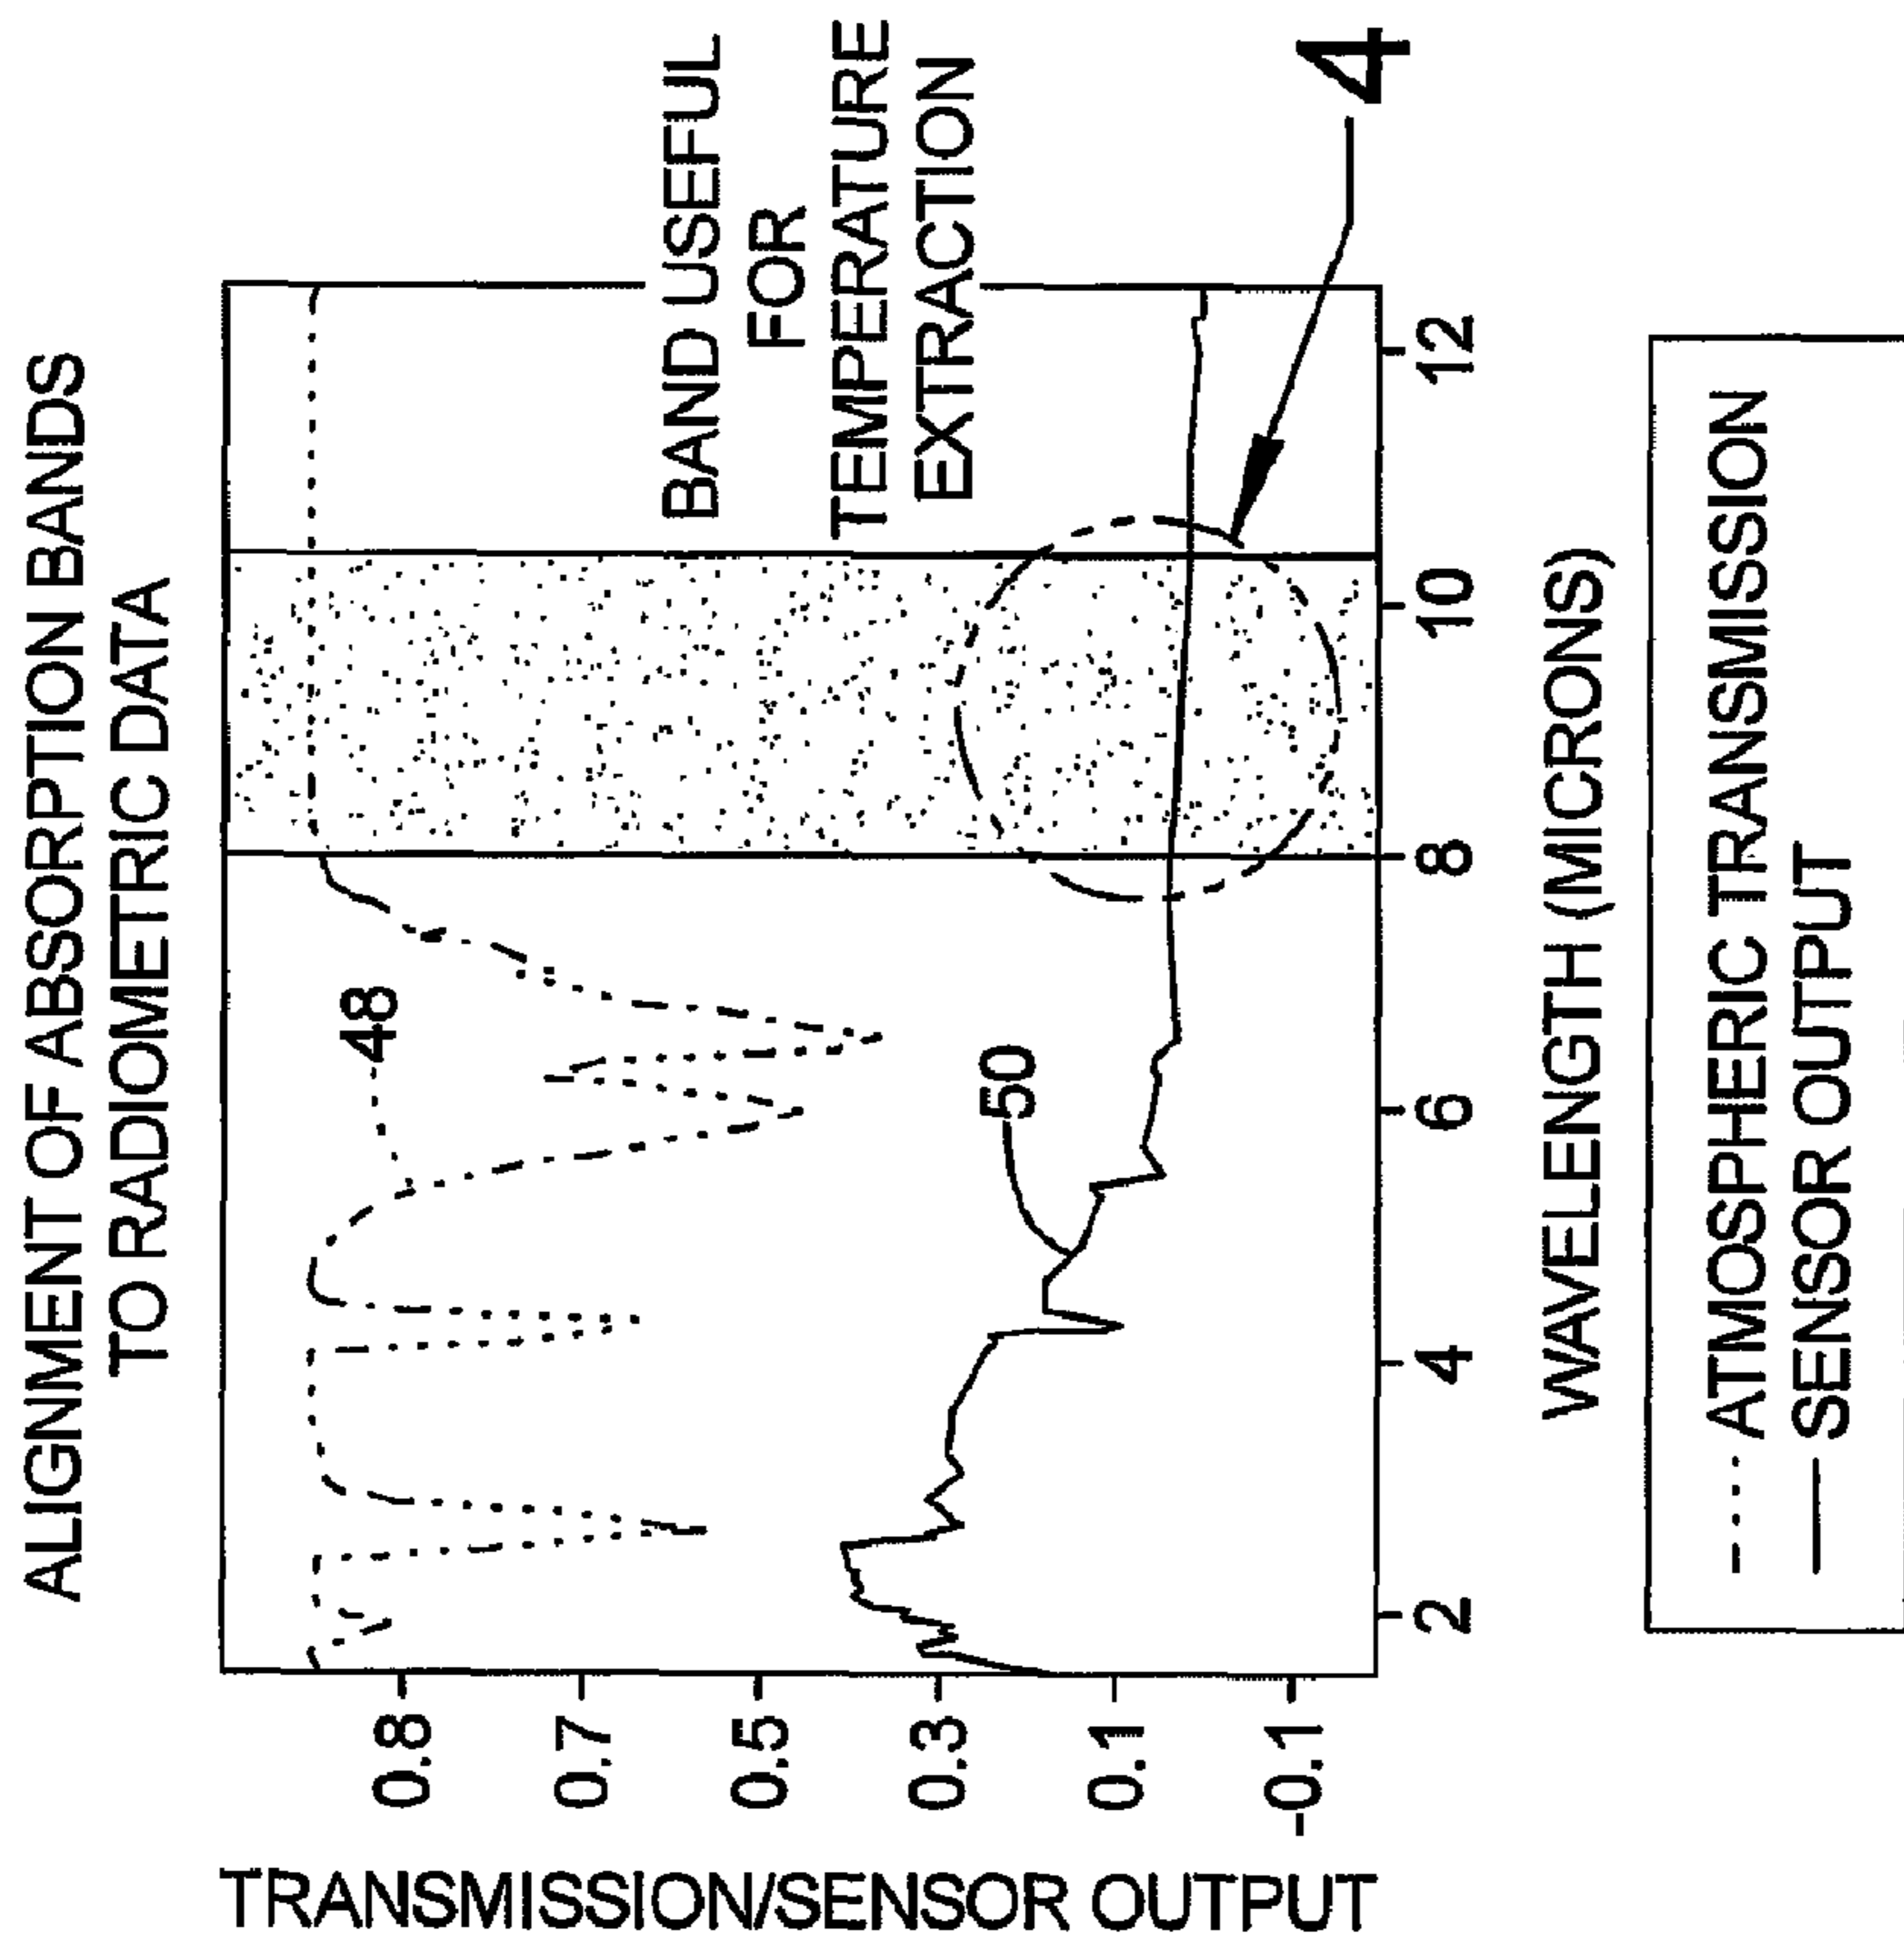 ALIGNMENT OF ABSORPTION BANDS
TO RADIOMETRIC DATA
TRANSMISSION/SENSOR OUTPUT
0.8
0.7
0.5
0.3
0.1
-0.1
48
50
BAND USEFUL
FOR
TEMPERATURE
EXTRACTION
4
2
4
6
8
10
12
WAVELENGTH (MICRONS)
ATMOSPHERIC TRANSMISSION
SENSOR OUTPUT